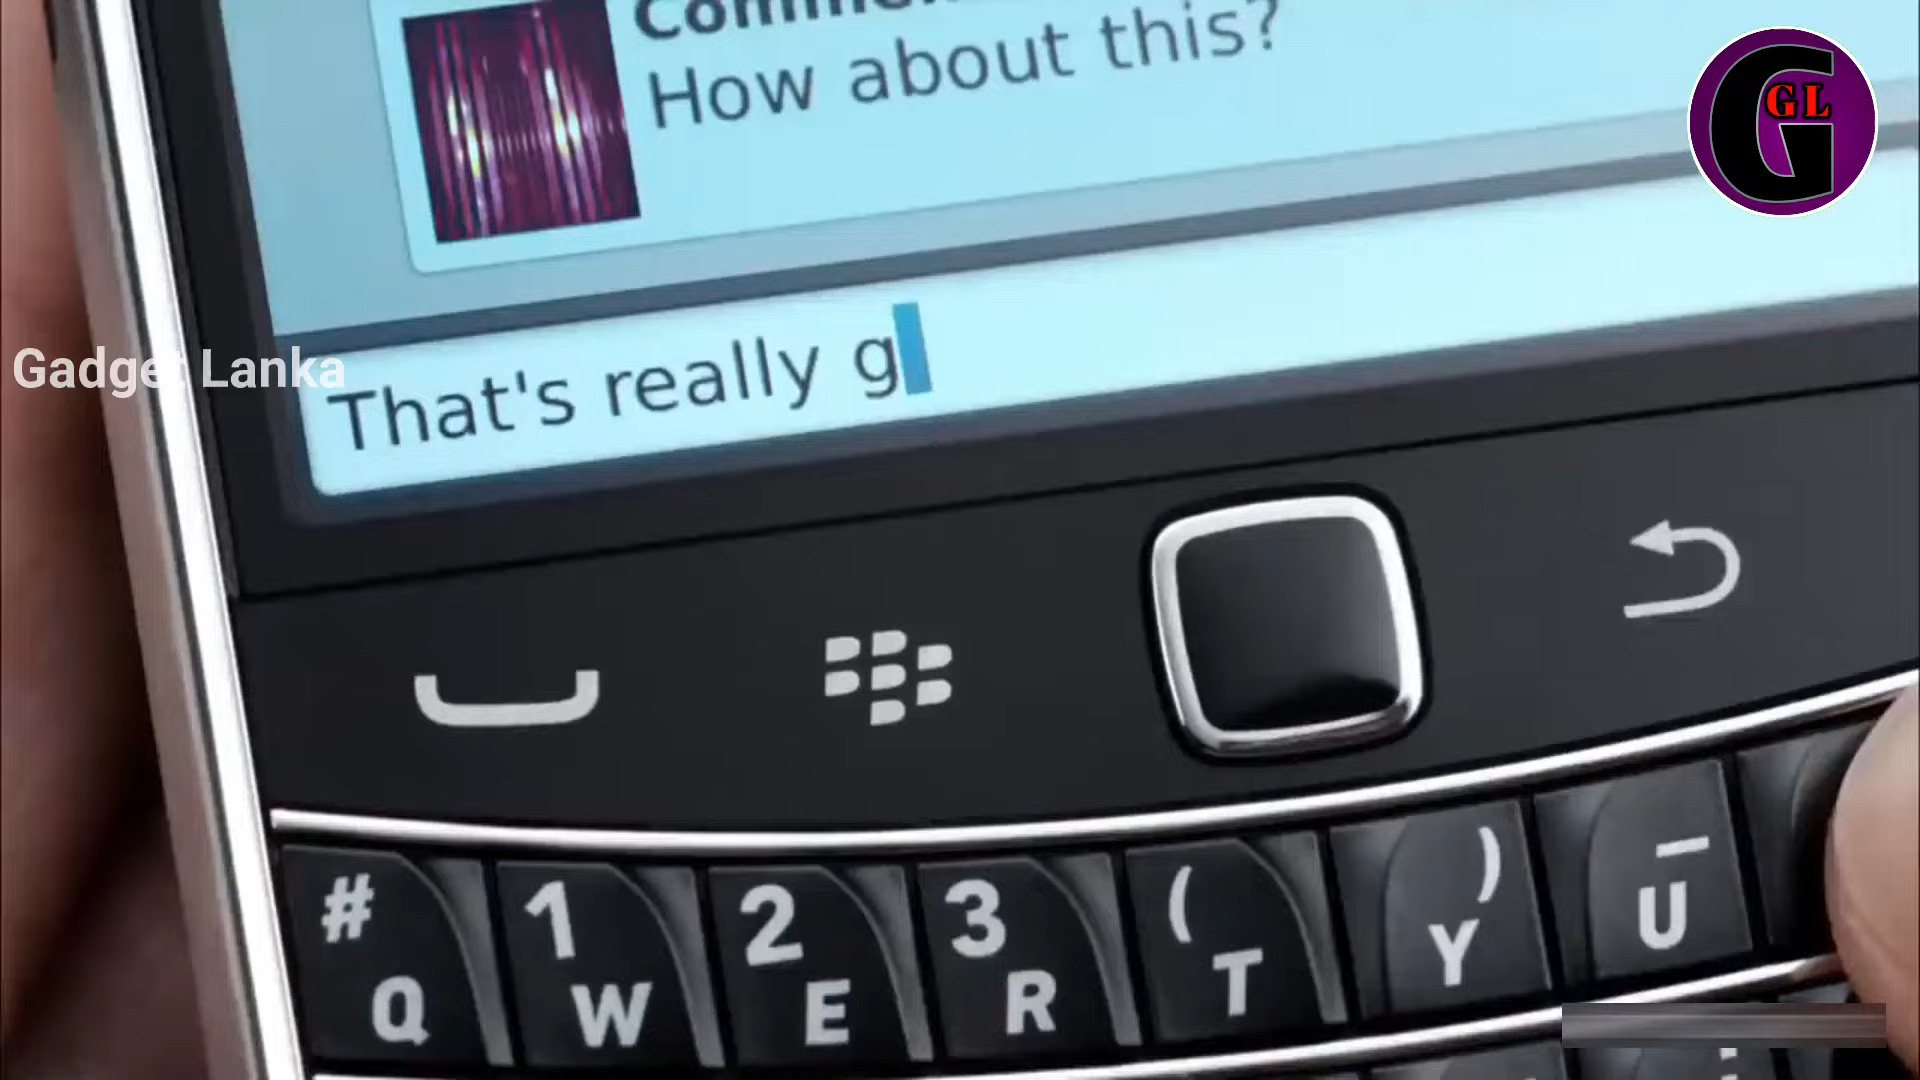 How about this?
GL
G
Gadget Lanka
That's really g
# 1 2 3 ( ) _
Q W E R T Y U